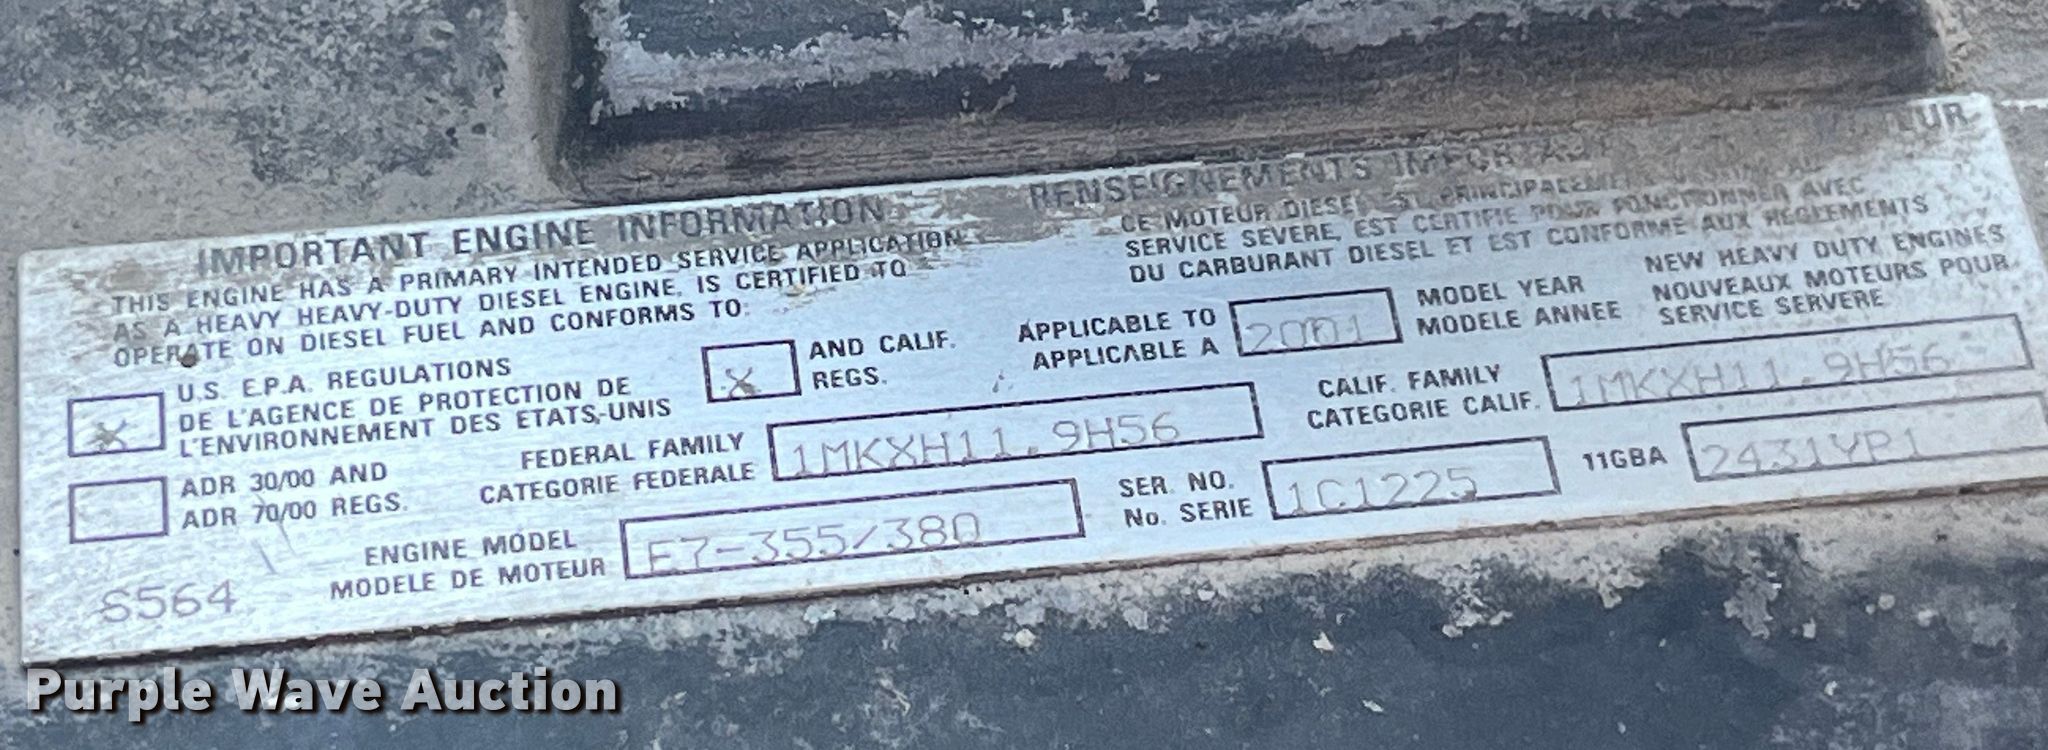 IMPORTANT ENGINE INFORMATION
THIS ENGINE HAS A PRIMARY INTENDED SERVICE APPLICATION
AS A HEAVY HEAVY-DUTY DIESEL ENGINE, IS CERTIFIED TO
OPERATE ON DIESEL FUEL AND CONFORMS TO:
RENSEIGNEMENTS
CE MOTEUR DIESEL EST PRINCIPALEMENT
SERVICE SEVERE, EST CERTIFIE POUR FONCTIONNER AVEC
DU CARBURANT DIESEL ET EST CONFORME AUX REGLEMENTS
X
U.S. E.P.A. REGULATIONS
DE L'AGENCE DE PROTECTION DE
L'ENVIRONNEMENT DES ETATS-UNIS
X
AND CALIF.
REGS.
APPLICABLE TO
APPLICABLE A
2001
MODEL YEAR
MODELE ANNEE
NEW HEAVY DUTY ENGINES
NOUVEAUX MOTEURS POUR
SERVICE SERVERE
ADR 30/00 AND
ADR 70/00 REGS.
FEDERAL FAMILY
CATEGORIE FEDERALE
1MKXH11.9H56
CALIF. FAMILY
CATEGORIE CALIF.
1MKXH11.9H56
S564
ENGINE MODEL
MODELE DE MOTEUR
E7-355/380
SER. NO.
No. SERIE
1C1225
11GBA
2431YP1
Purple Wave Auction